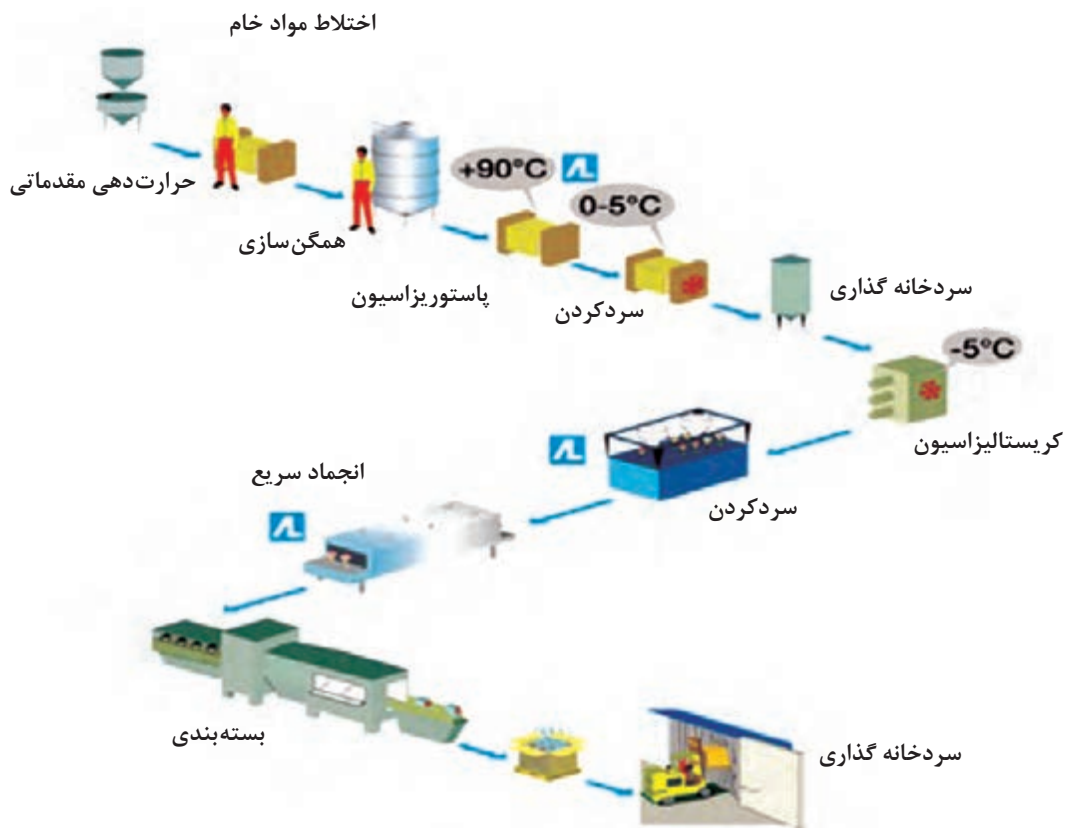 اختلاط مواد خام
حرارت‌دهی مقدماتی
همگن‌سازی
+90°C
پاستوریزاسیون
0-5°C
سردکردن
سردخانه گذاری
-5°C
کریستالیزاسیون
سردکردن
انجماد سریع
بسته‌بندی
سردخانه گذاری